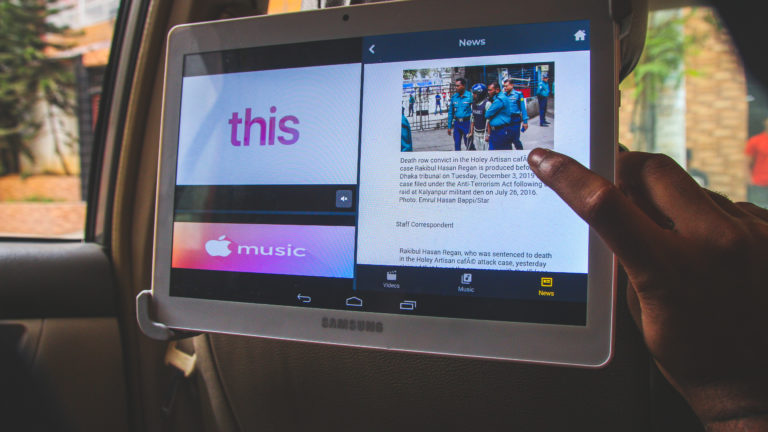 this
music
News
Death row convict in the Holey Artisan cafÃ©
case Rakibul Hasan Regan is produced before
Dhaka tribunal on Tuesday, December 3, 2019
case filed under the Anti-Terrorism Act following
raid at Kalyanpur militant den on July 26, 2016.
Photo: Emrul Hasan Bappi/Star
Staff Correspondent
Rakibul Hasan Regan, who was sentenced to death
in the Holey Artisan cafÃ© attack case, yesterday
Videos
Music
News
SAMSUNG